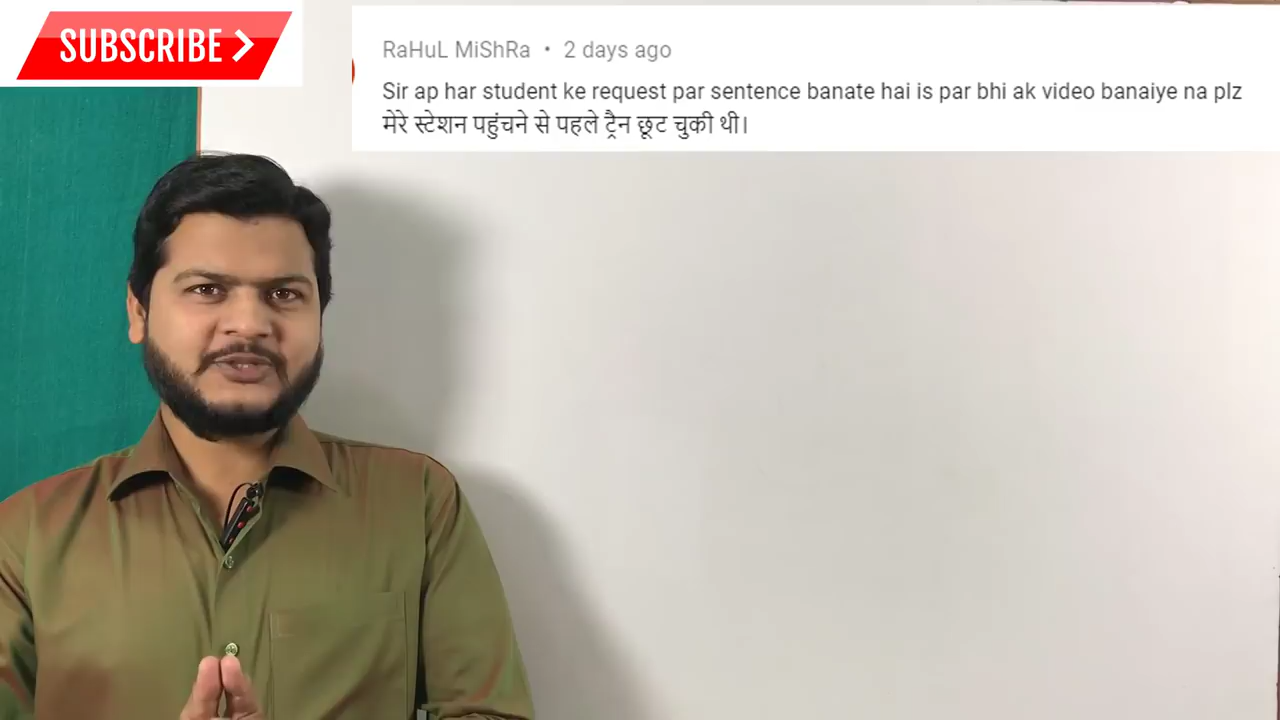 SUBSCRIBE
RaHuL MiShRa • 2 days ago
Sir ap har student ke request par sentence banate hai is par bhi ak video banaiye na plz
मेरे स्टेशन पहुंचने से पहले ट्रैन छूट चुकी थी।